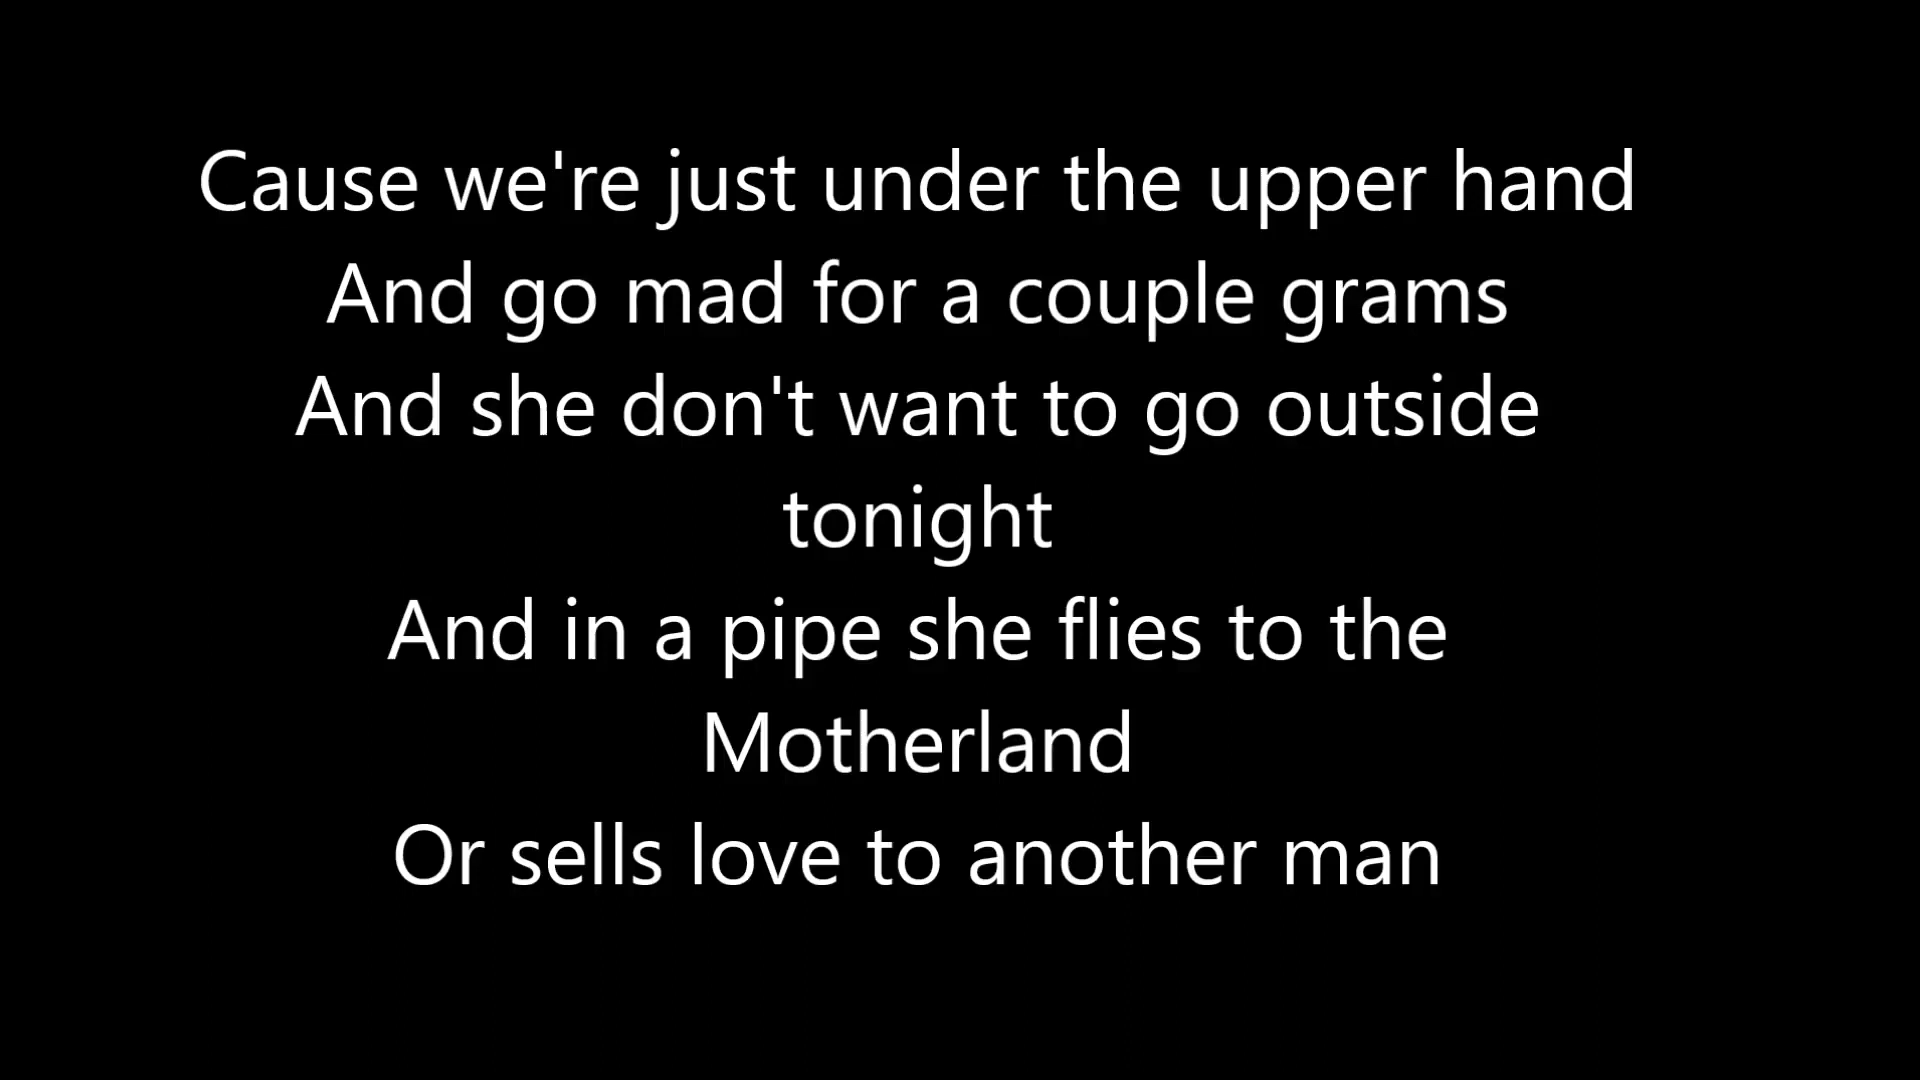 Cause we're just under the upper hand
And go mad for a couple grams
And she don't want to go outside
tonight
And in a pipe she flies to the
Motherland
Or sells love to another man